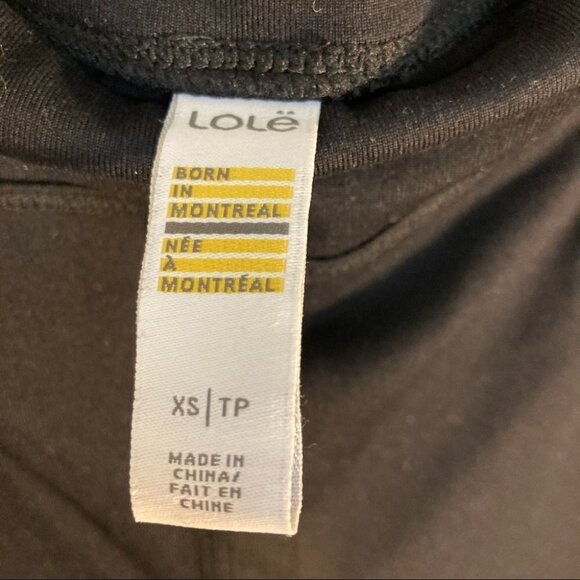 LOLË
BORN
IN
MONTREAL
NÉE
À
MONTRÉAL
XS | TP
MADE IN
CHINA/
FAIT EN
CHINE